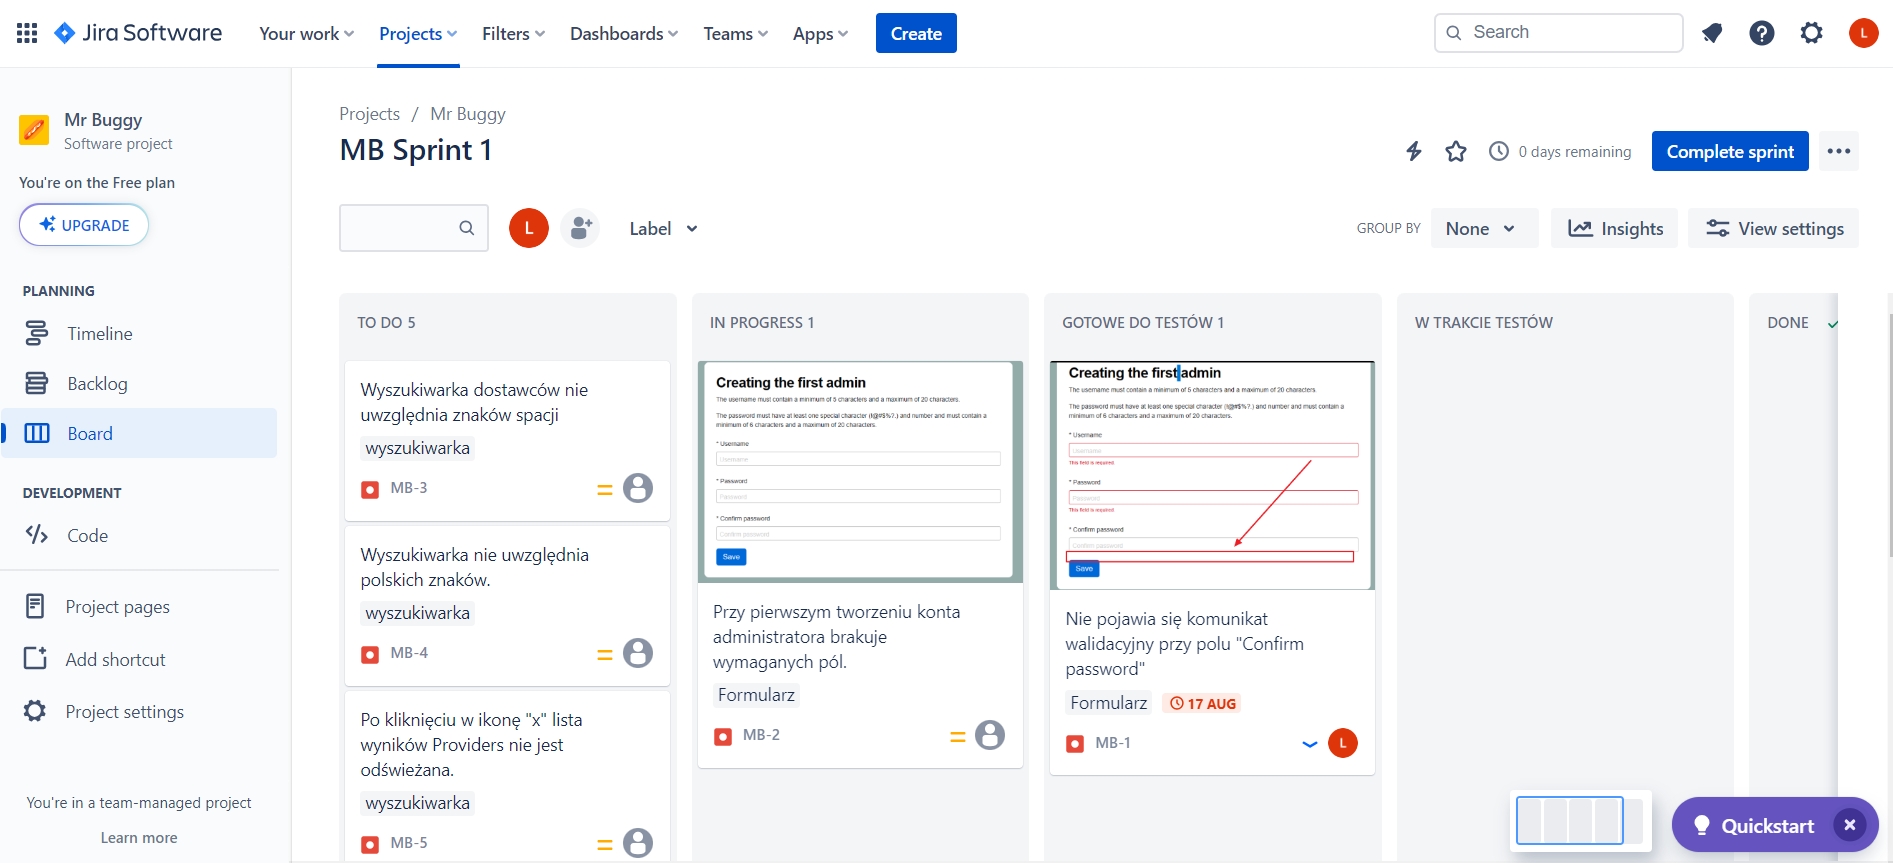 Jira Software
Your work
Projects
Filters
Dashboards
Teams
Apps
Create
Search
L
Mr Buggy
Software project
You're on the Free plan
UPGRADE
PLANNING
Timeline
Backlog
Board
DEVELOPMENT
Code
Project pages
Add shortcut
Project settings
You're in a team-managed project
Learn more
Projects / Mr Buggy
MB Sprint 1
0 days remaining
Complete sprint
L
Label
GROUP BY
None
Insights
View settings
TO DO 5
Wyszukiwarka dostawców nie
uwzględnia znaków spacji
wyszukiwarka
MB-3
Wyszukiwarka nie uwzględnia
polskich znaków.
wyszukiwarka
MB-4
Po kliknięciu w ikonę "x" lista
wyników Providers nie jest
odświeżana.
wyszukiwarka
MB-5
IN PROGRESS 1
Creating the first admin
The username must contain a minimum of 5 characters and a maximum of 20 characters.
The password must have at least one special character (!@#$%?.) and number and must contain a
minimum of 6 characters and a maximum of 20 characters.
* Username
Username
* Password
Password
* Confirm password
Confirm password
Save
Przy pierwszym tworzeniu konta
administratora brakuje
wymaganych pól.
Formularz
MB-2
GOTOWE DO TESTÓW 1
Creating the first admin
The username must contain a minimum of 5 characters and a maximum of 20 characters.
The password must have at least one special character (!@#$%?.) and number and must contain a
minimum of 6 characters and a maximum of 20 characters.
* Username
Username
This field is required
* Password
Password
This field is required
* Confirm password
Confirm password
Save
Nie pojawia się komunikat
walidacyjny przy polu "Confirm
password"
Formularz
17 AUG
MB-1
L
W TRAKCIE TESTÓW
DONE
Quickstart